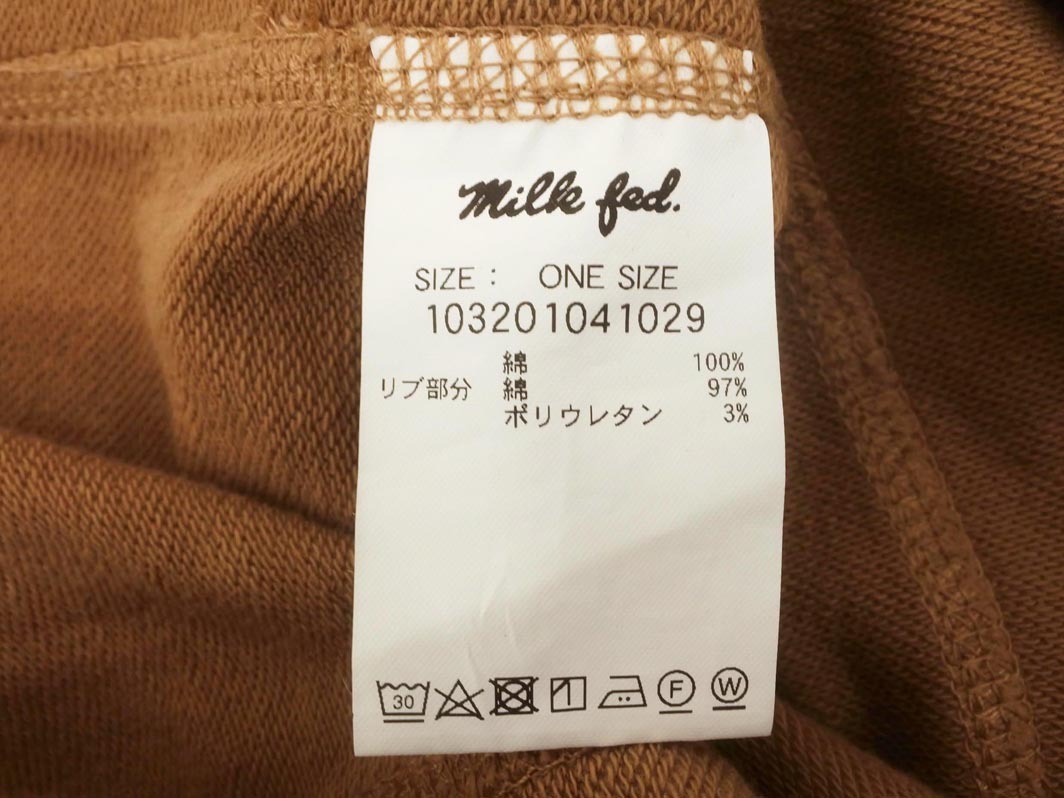 Milk fed.
SIZE : ONE SIZE
103201041029
綿 100%
リブ部分 綿 97%
ポリウレタン 3%
30 F W